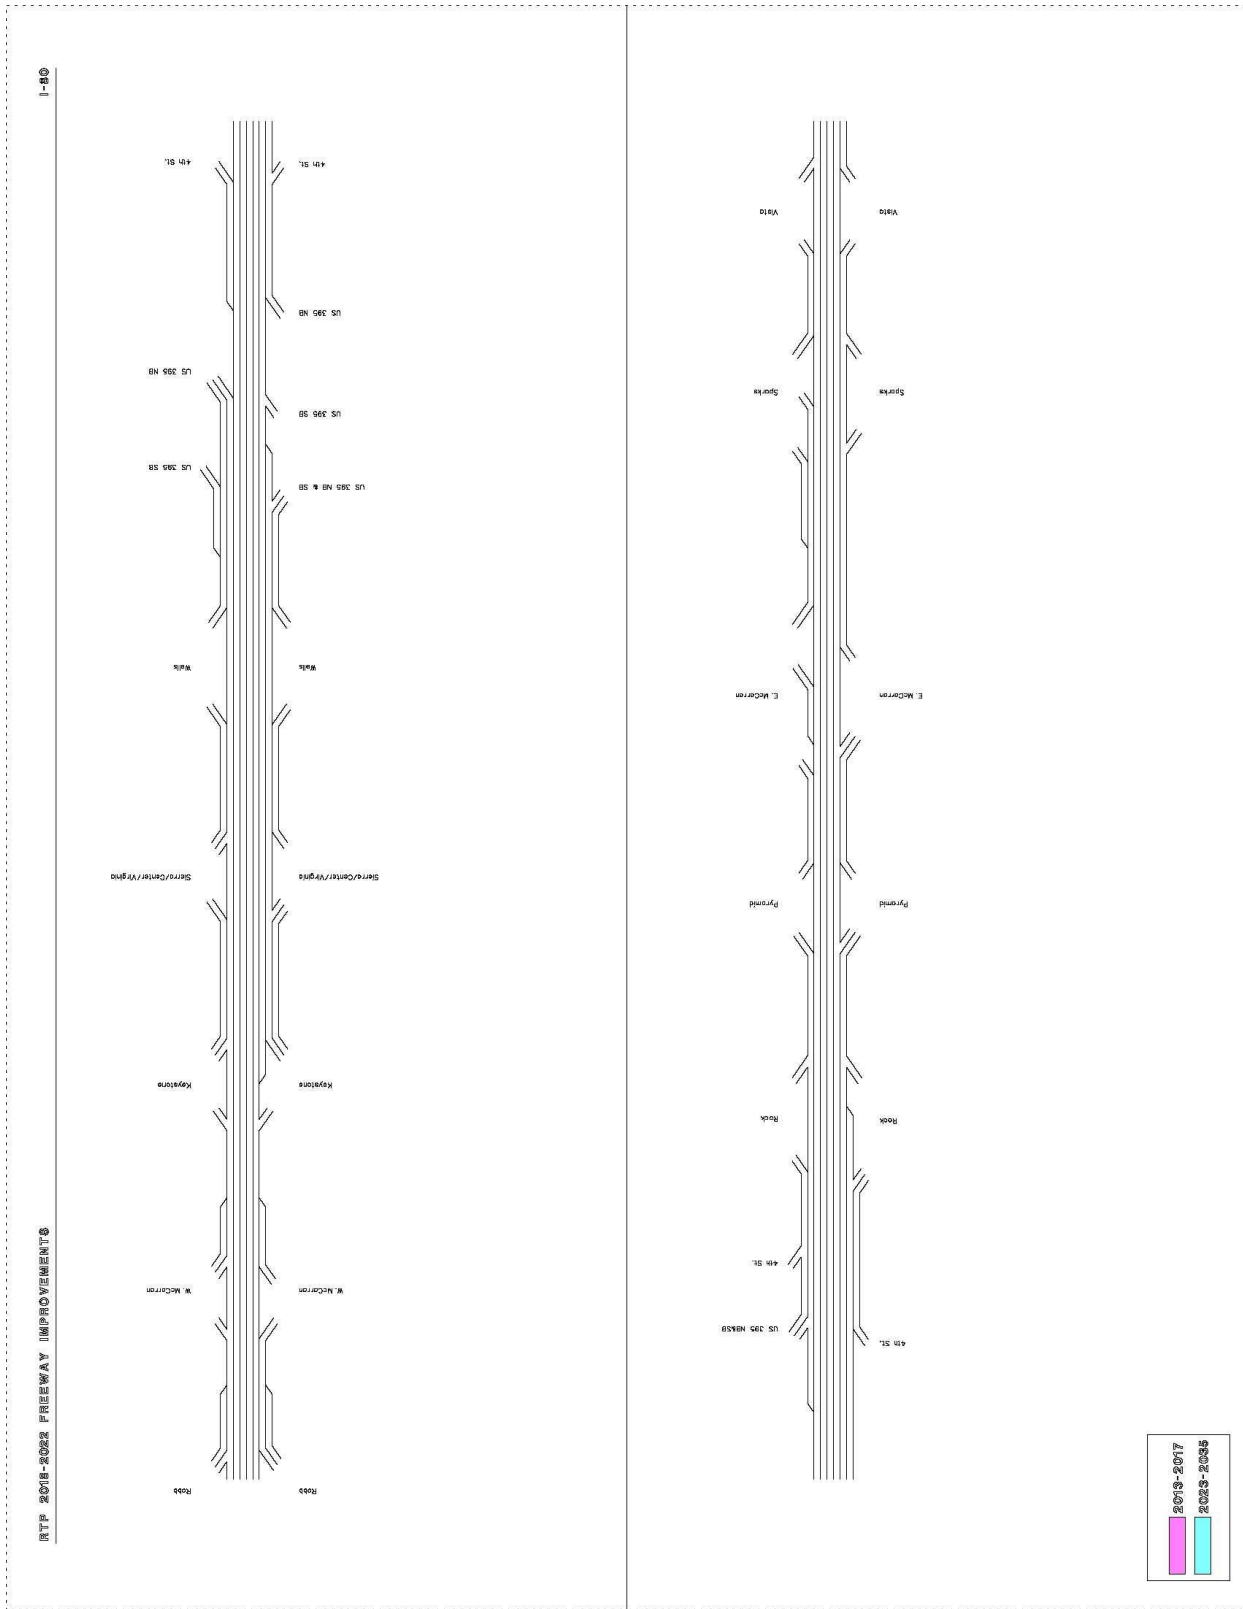 RTP 2018-2022 FREEWAY IMPROVEMENTS
I-80
4th St.
4th St.
US 395 NB
US 395 NB
US 395 SB
US 395 SB
US 395 NB & SB
Wells
Wells
Sierra/Center/Virginia
Sierra/Center/Virginia
Keystone
Keystone
W. McCarran
W. McCarran
Robb
Robb
Vista
Vista
Sparks
Sparks
E. McCarran
E. McCarran
Pyramid
Pyramid
Rock
Rock
4th St.
US 395 NB&SB
4th St.
2013-2017
2023-2035